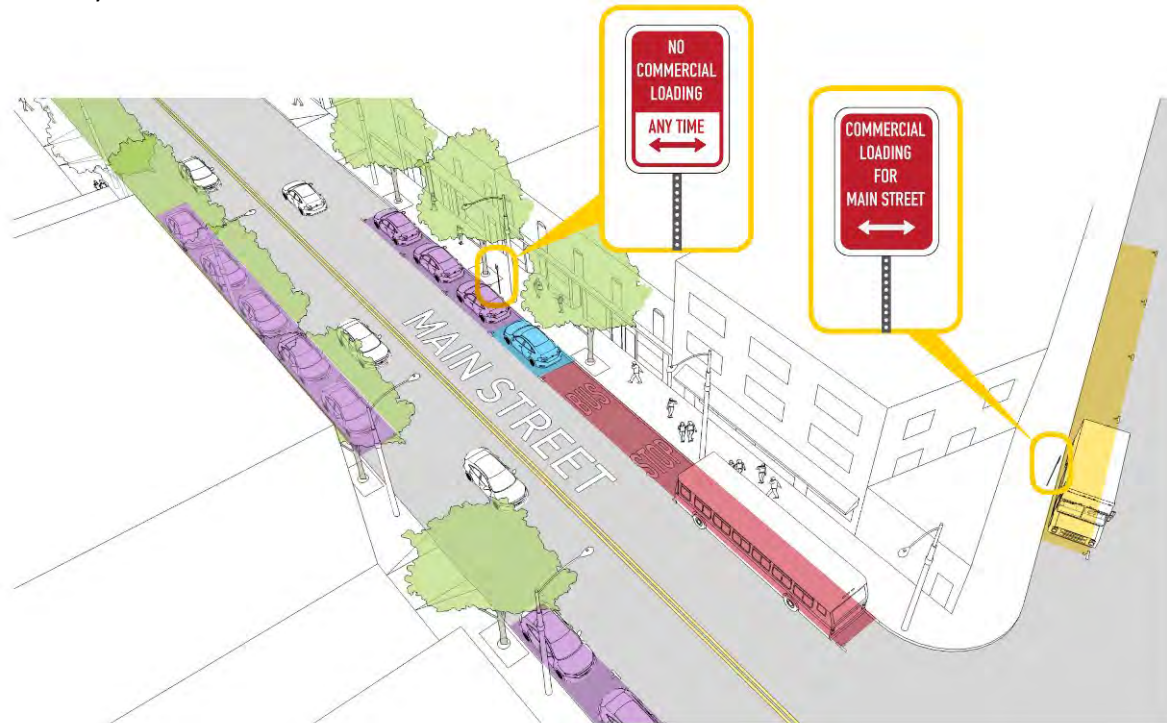 NO
COMMERCIAL
LOADING
ANY TIME
COMMERCIAL
LOADING
FOR
MAIN STREET
MAIN STREET
BUS
STOP